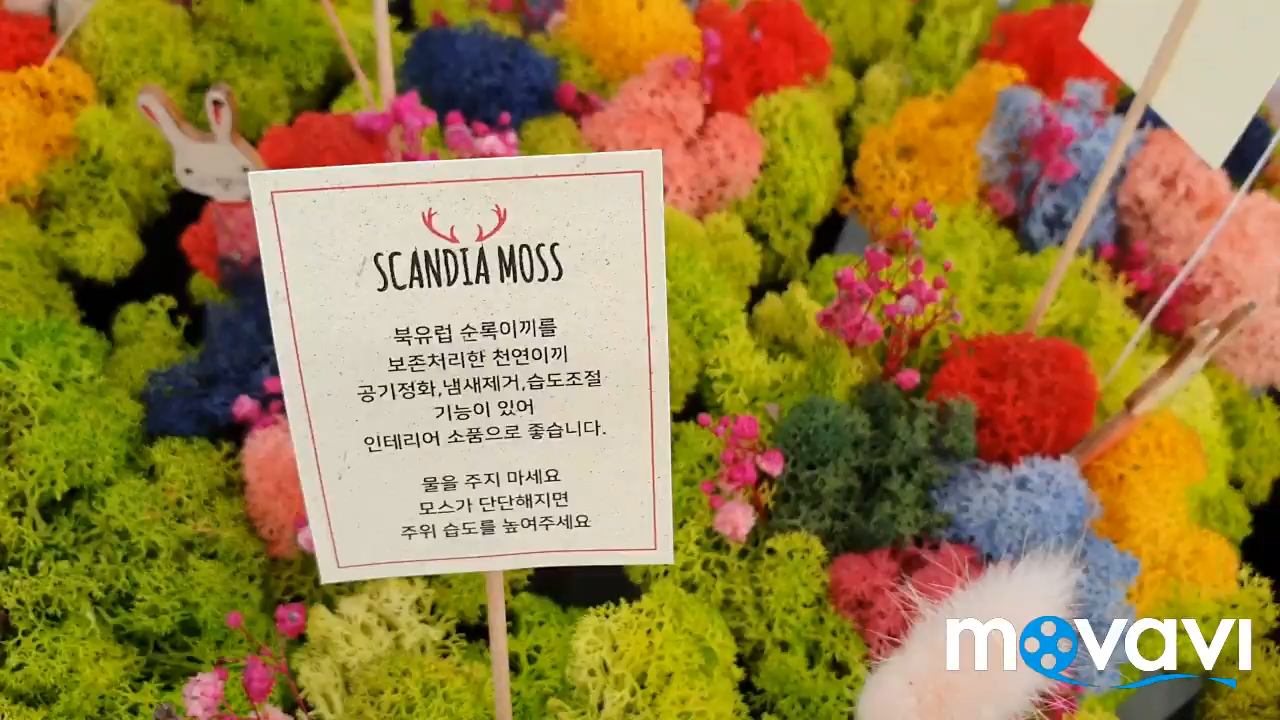 SCANDIA MOSS
북유럽 순록이끼를
보존처리한 천연이끼
공기정화,냄새제거,습도조절
기능이 있어
인테리어 소품으로 좋습니다.
물을 주지 마세요
모스가 단단해지면
주위 습도를 높여주세요
movavi